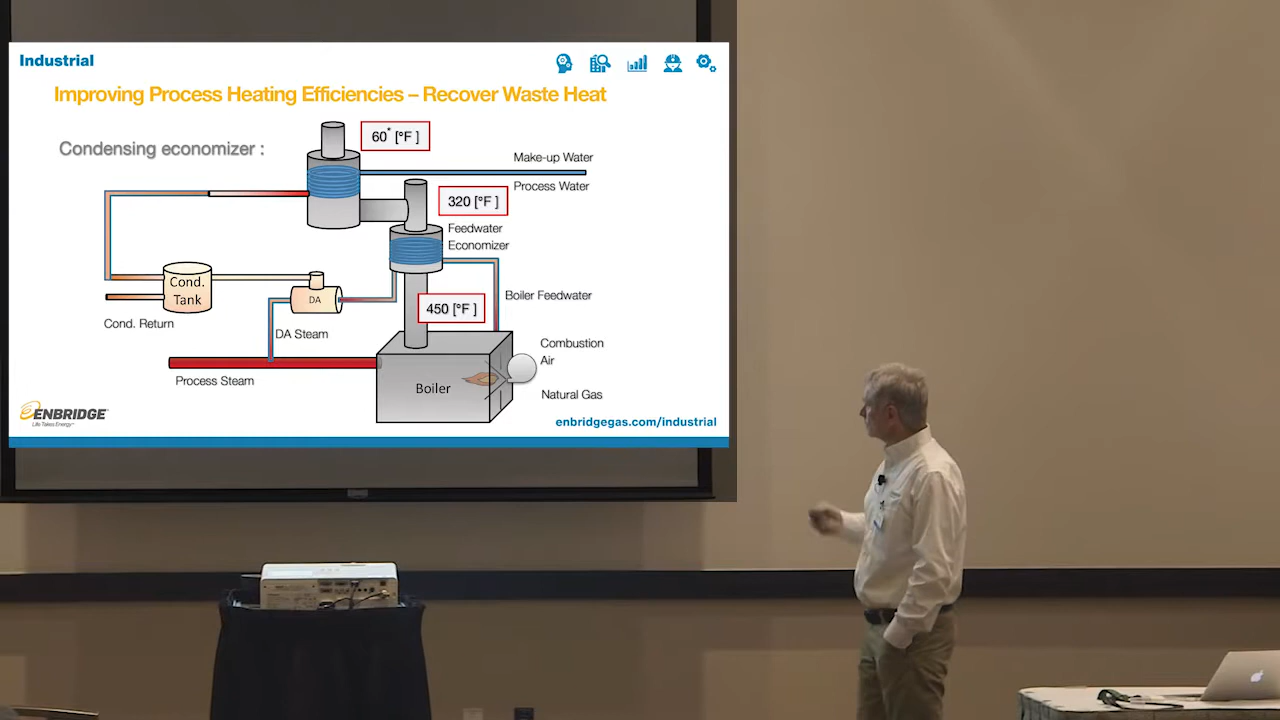 Industrial
Improving Process Heating Efficiencies – Recover Waste Heat
Condensing economizer :
60* [°F ]
Make-up Water
Process Water
320 [°F ]
Feedwater
Economizer
Cond.
Tank
DA
450 [°F ]
Boiler Feedwater
Cond. Return
DA Steam
Combustion
Air
Process Steam
Boiler
Natural Gas
ENBRIDGE
Life Takes Energy™
enbridgegas.com/industrial